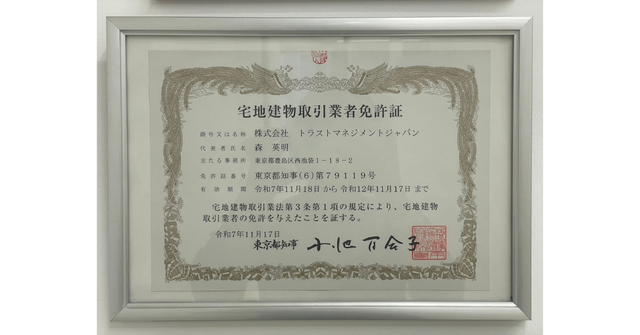 宅地建物取引業者免許証
商号又は名称 株式会社 トラストマネジメントジャパン
代表者氏名 森 英明
主たる事務所 東京都豊島区西池袋1-18-2
免許証番号 東京都知事(6)第79119号
有効期間 令和7年11月18日から令和12年11月17日まで
宅地建物取引業法第3条第1項の規定により、宅地建物
取引業者の免許を与えたことを証する。
令和7年11月17日
東京都知事 小池百合子